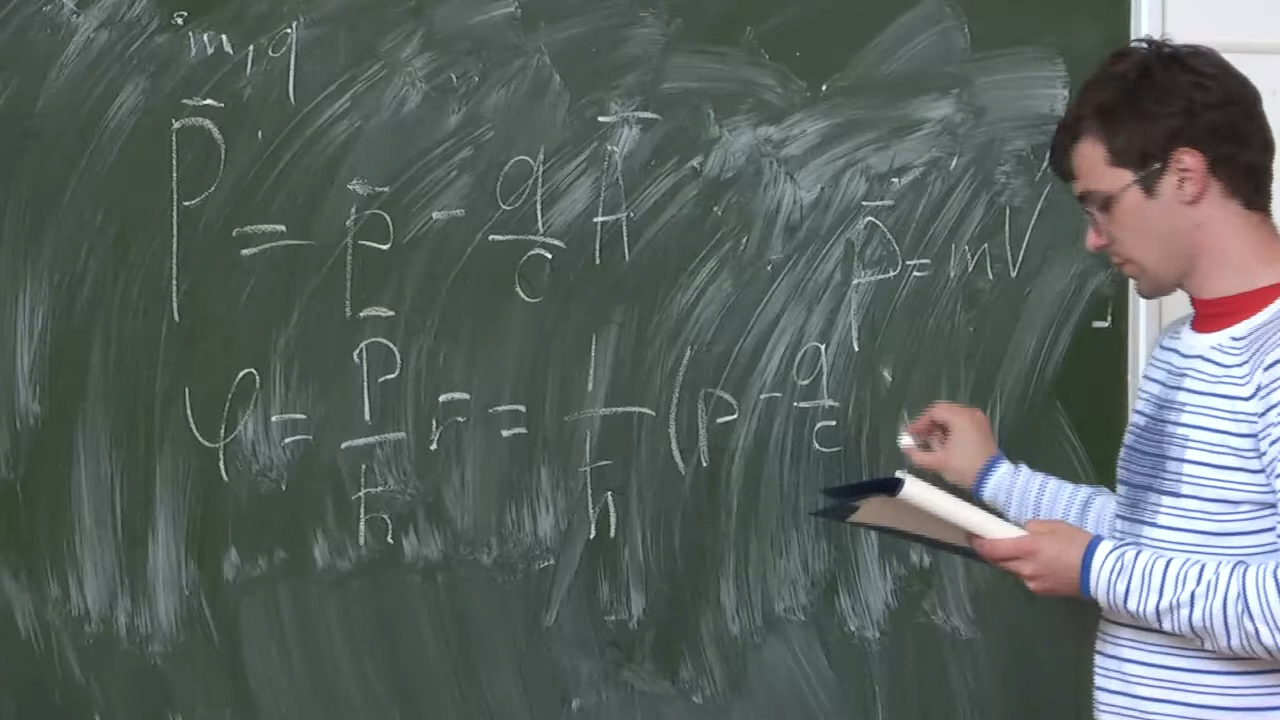 m, q
P̄ = p̄ - q/c Ā
p̄ = mV
φ = p̄/ħ r̄ = 1/ħ (p - q/c